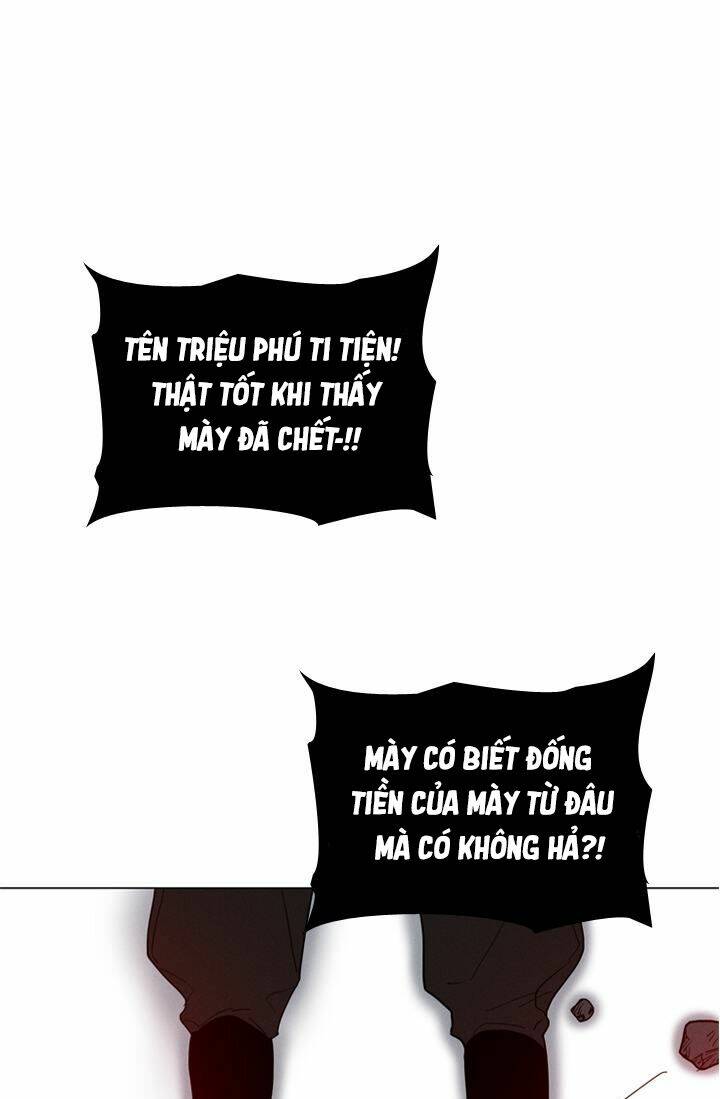 TÊN TRIỆU PHÚ TI TIỆN!
THẬT TỐT KHI THẤY
MÀY ĐÃ CHẾT-!!
MÀY CÓ BIẾT ĐỐNG
TIỀN CỦA MÀY TỪ ĐÂU
MÀ CÓ KHÔNG HẢ?!